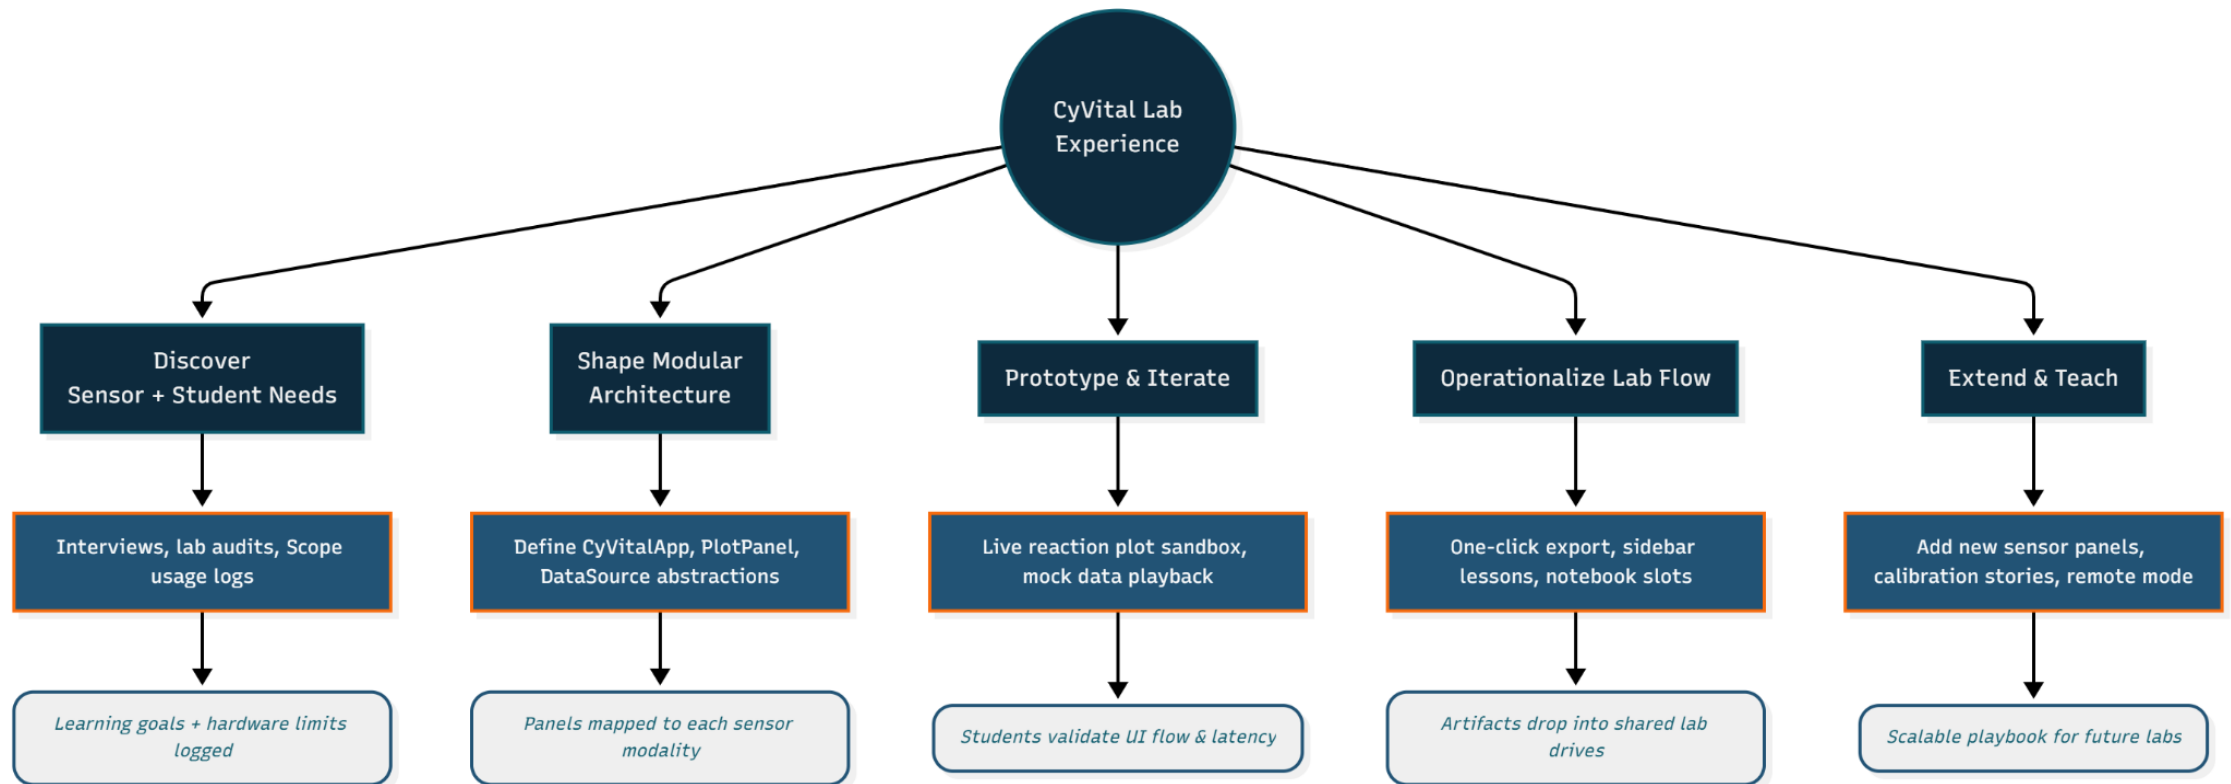 CyVital Lab
Experience
Discover
Sensor + Student Needs
Shape Modular
Architecture
Prototype & Iterate
Operationalize Lab Flow
Extend & Teach
Interviews, lab audits, Scope
usage logs
Define CyVitalApp, PlotPanel,
DataSource abstractions
Live reaction plot sandbox,
mock data playback
One-click export, sidebar
lessons, notebook slots
Add new sensor panels,
calibration stories, remote mode
Learning goals + hardware limits
logged
Panels mapped to each sensor
modality
Students validate UI flow & latency
Artifacts drop into shared lab
drives
Scalable playbook for future labs